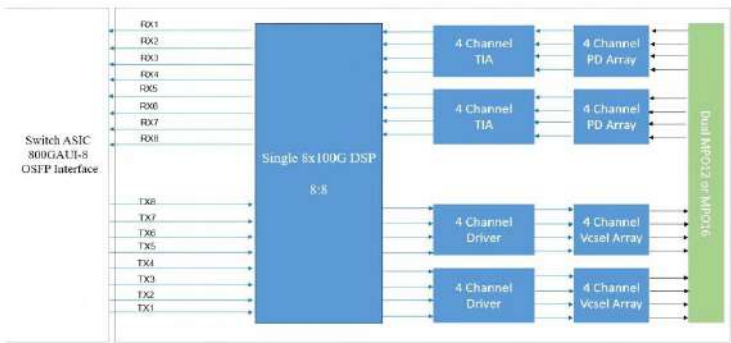 RX1
RX2
RX3
RX4
RX5
RX6
RX7
RX8
Switch ASIC
800GAUI-8
OSFP Interface
TX8
TX7
TX6
TX5
TX4
TX3
TX2
TX1
Single 8x100G DSP
8:8
4 Channel
TIA
4 Channel
PD Array
4 Channel
TIA
4 Channel
PD Array
4 Channel
Driver
4 Channel
Vcsel Array
4 Channel
Driver
4 Channel
Vcsel Array
Dual MPO12 or MPO16